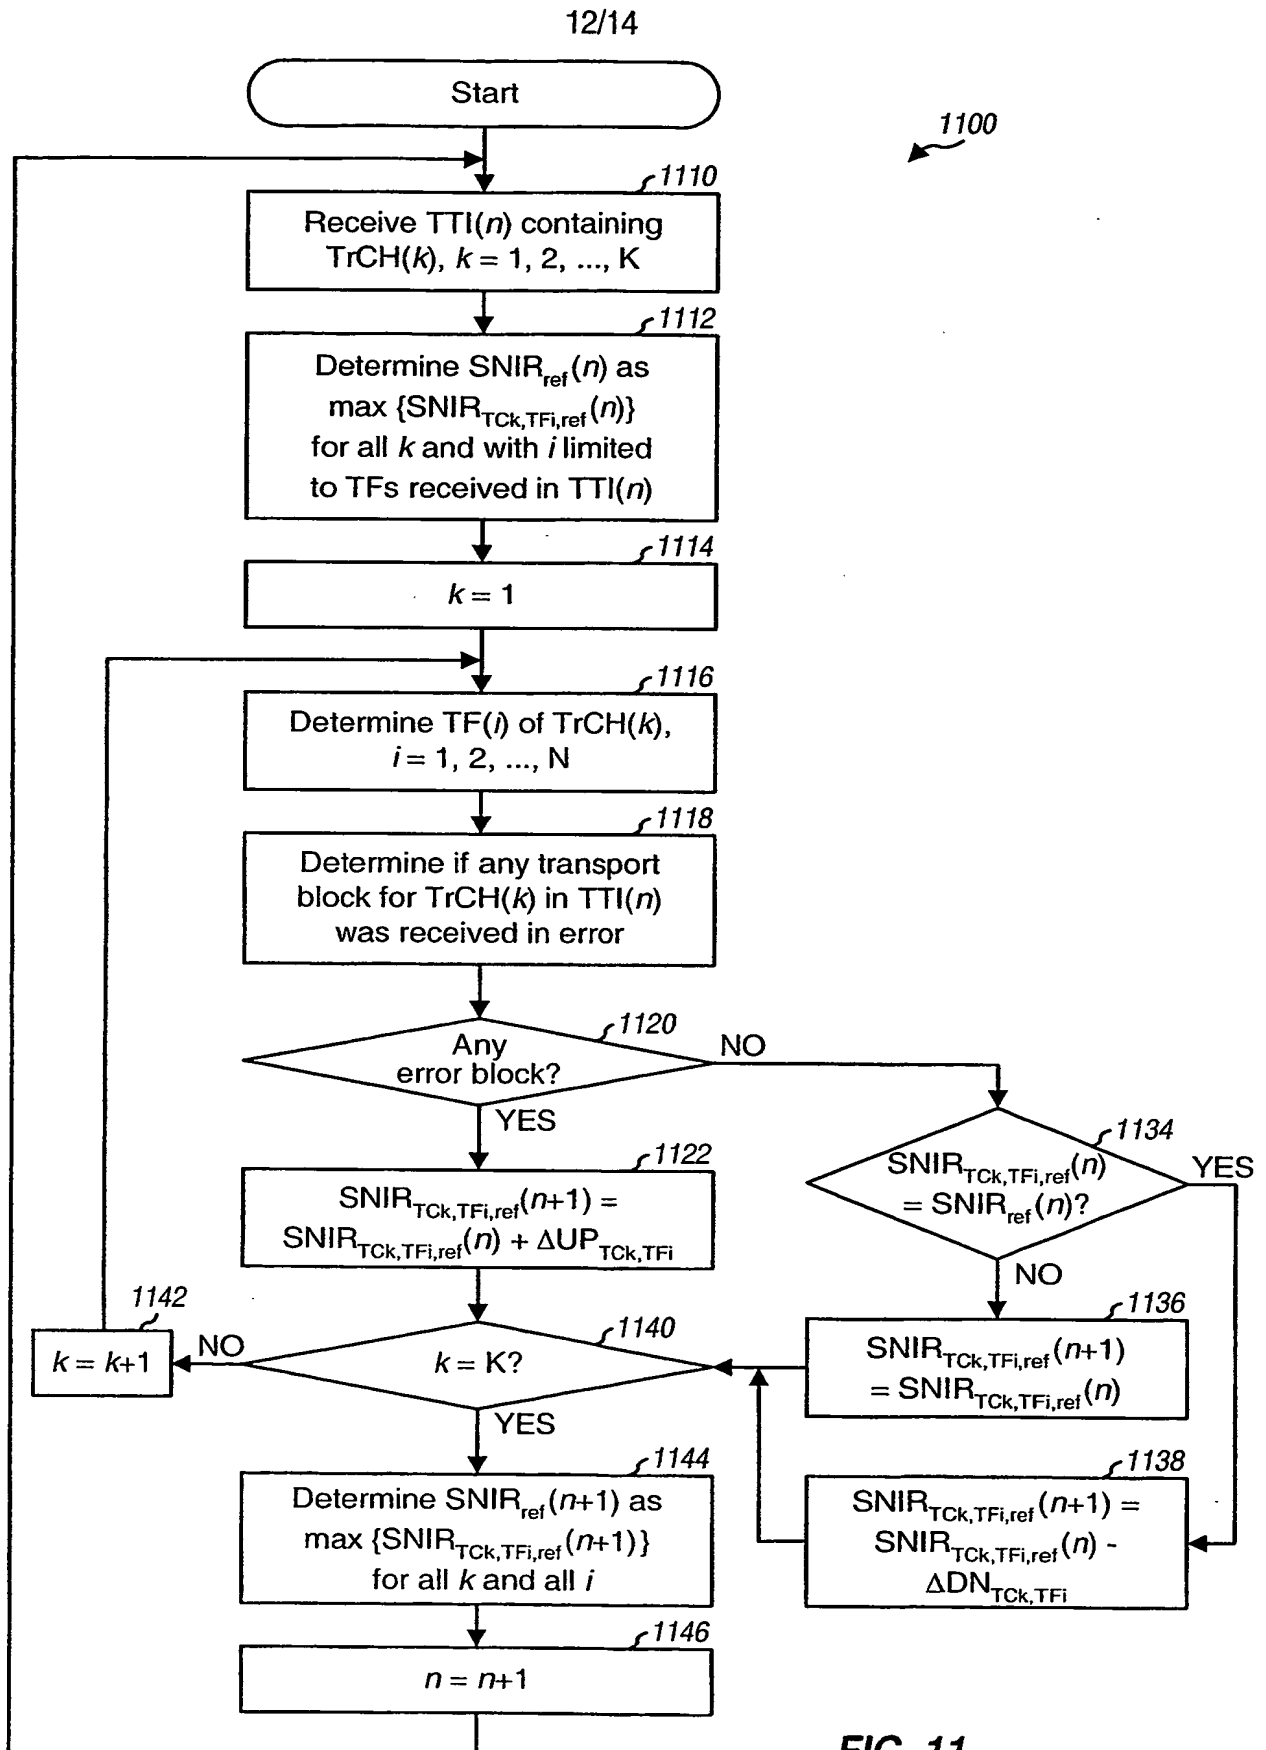 12/14
Start
1100
1110
Receive TTI(n) containing
TrCH(k), k = 1, 2, ..., K
1112
Determine SNIRref(n) as
max {SNIRTCk,TFi,ref(n)}
for all k and with i limited
to TFs received in TTI(n)
1114
k = 1
1116
Determine TF(i) of TrCH(k),
i = 1, 2, ..., N
1118
Determine if any transport
block for TrCH(k) in TTI(n)
was received in error
1120
Any
error block?
NO
YES
1134
SNIRTCk,TFi,ref(n)
= SNIRref(n)?
YES
NO
1122
SNIRTCk,TFi,ref(n+1) =
SNIRTCk,TFi,ref(n) + ΔUPTCk,TFi
1136
SNIRTCk,TFi,ref(n+1)
= SNIRTCk,TFi,ref(n)
1142
k = k+1
NO
1140
k = K?
YES
1138
SNIRTCk,TFi,ref(n+1) =
SNIRTCk,TFi,ref(n) -
ΔDNTCk,TFi
1144
Determine SNIRref(n+1) as
max {SNIRTCk,TFi,ref(n+1)}
for all k and all i
1146
n = n+1
FIG. 11